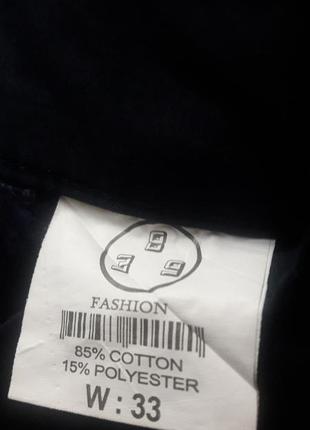 FASHION
85% COTTON
15% POLYESTER
W : 33